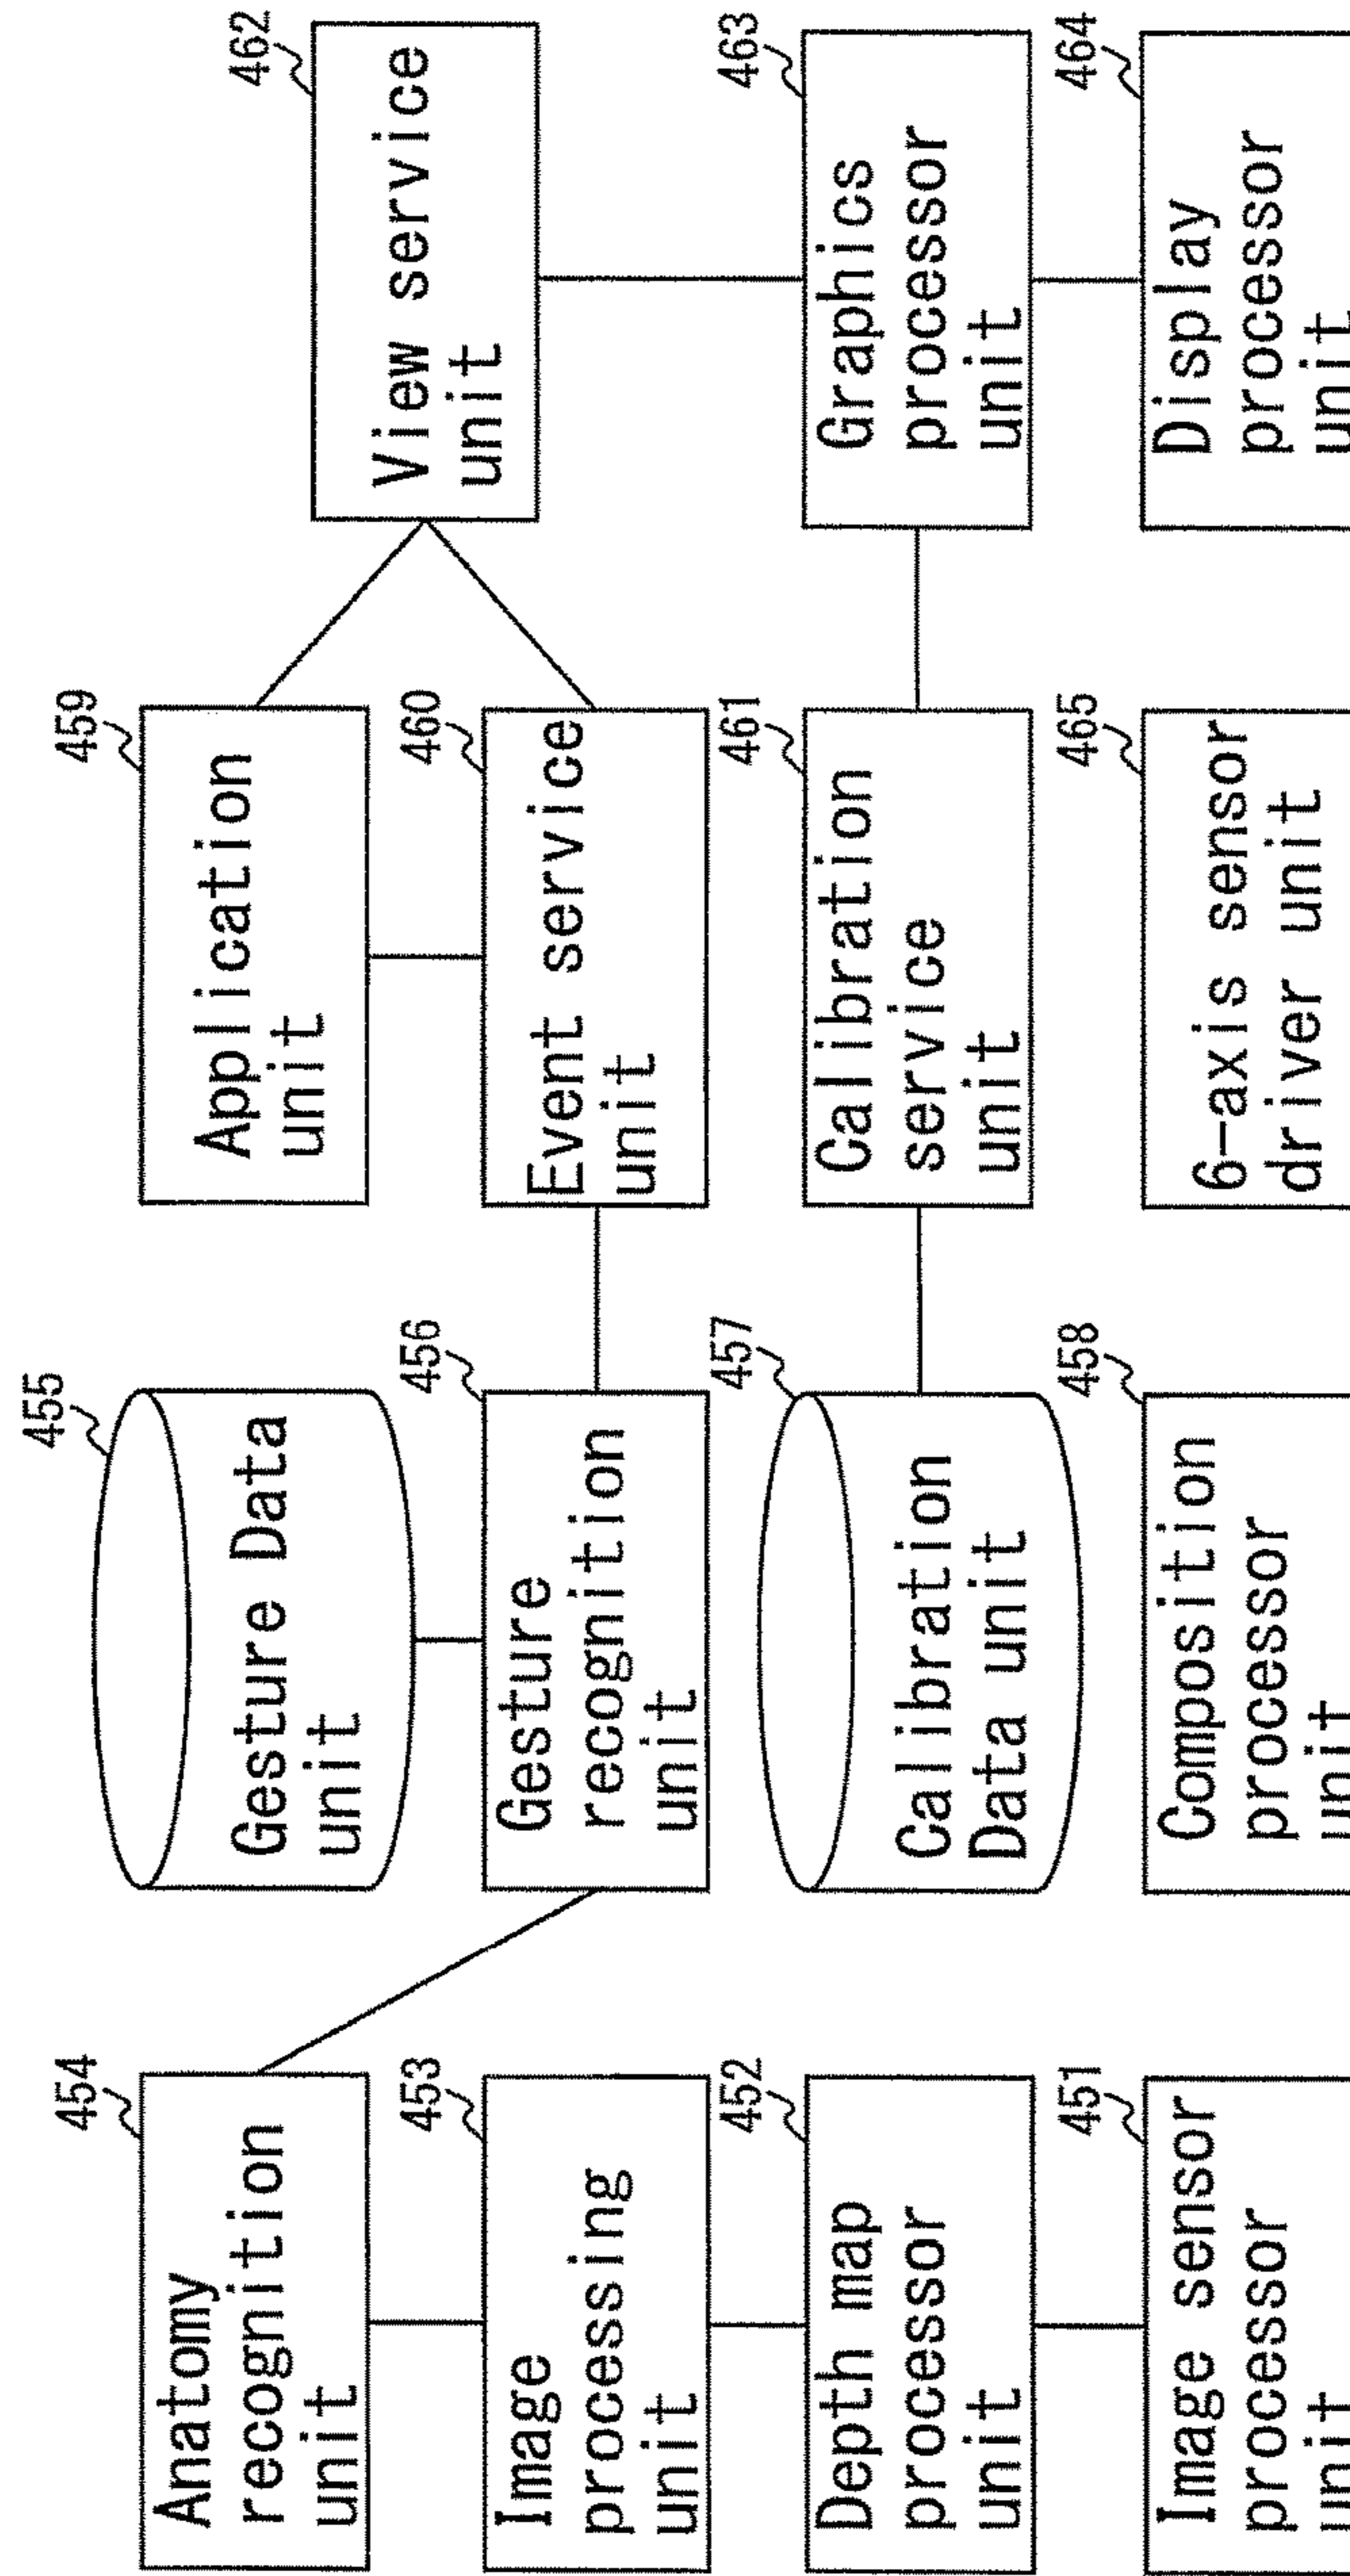 454
Anatomy
recognition
unit
455
Gesture Data
unit
459
Application
unit
462
View service
unit
453
Image
processing
unit
456
Gesture
recognition
unit
460
Event service
unit
452
Depth map
processor
unit
457
Calibration
Data unit
461
Calibration
service
unit
463
Graphics
processor
unit
451
Image sensor
processor
unit
458
Composition
processor
unit
465
6-axis sensor
driver unit
464
Display
processor
unit